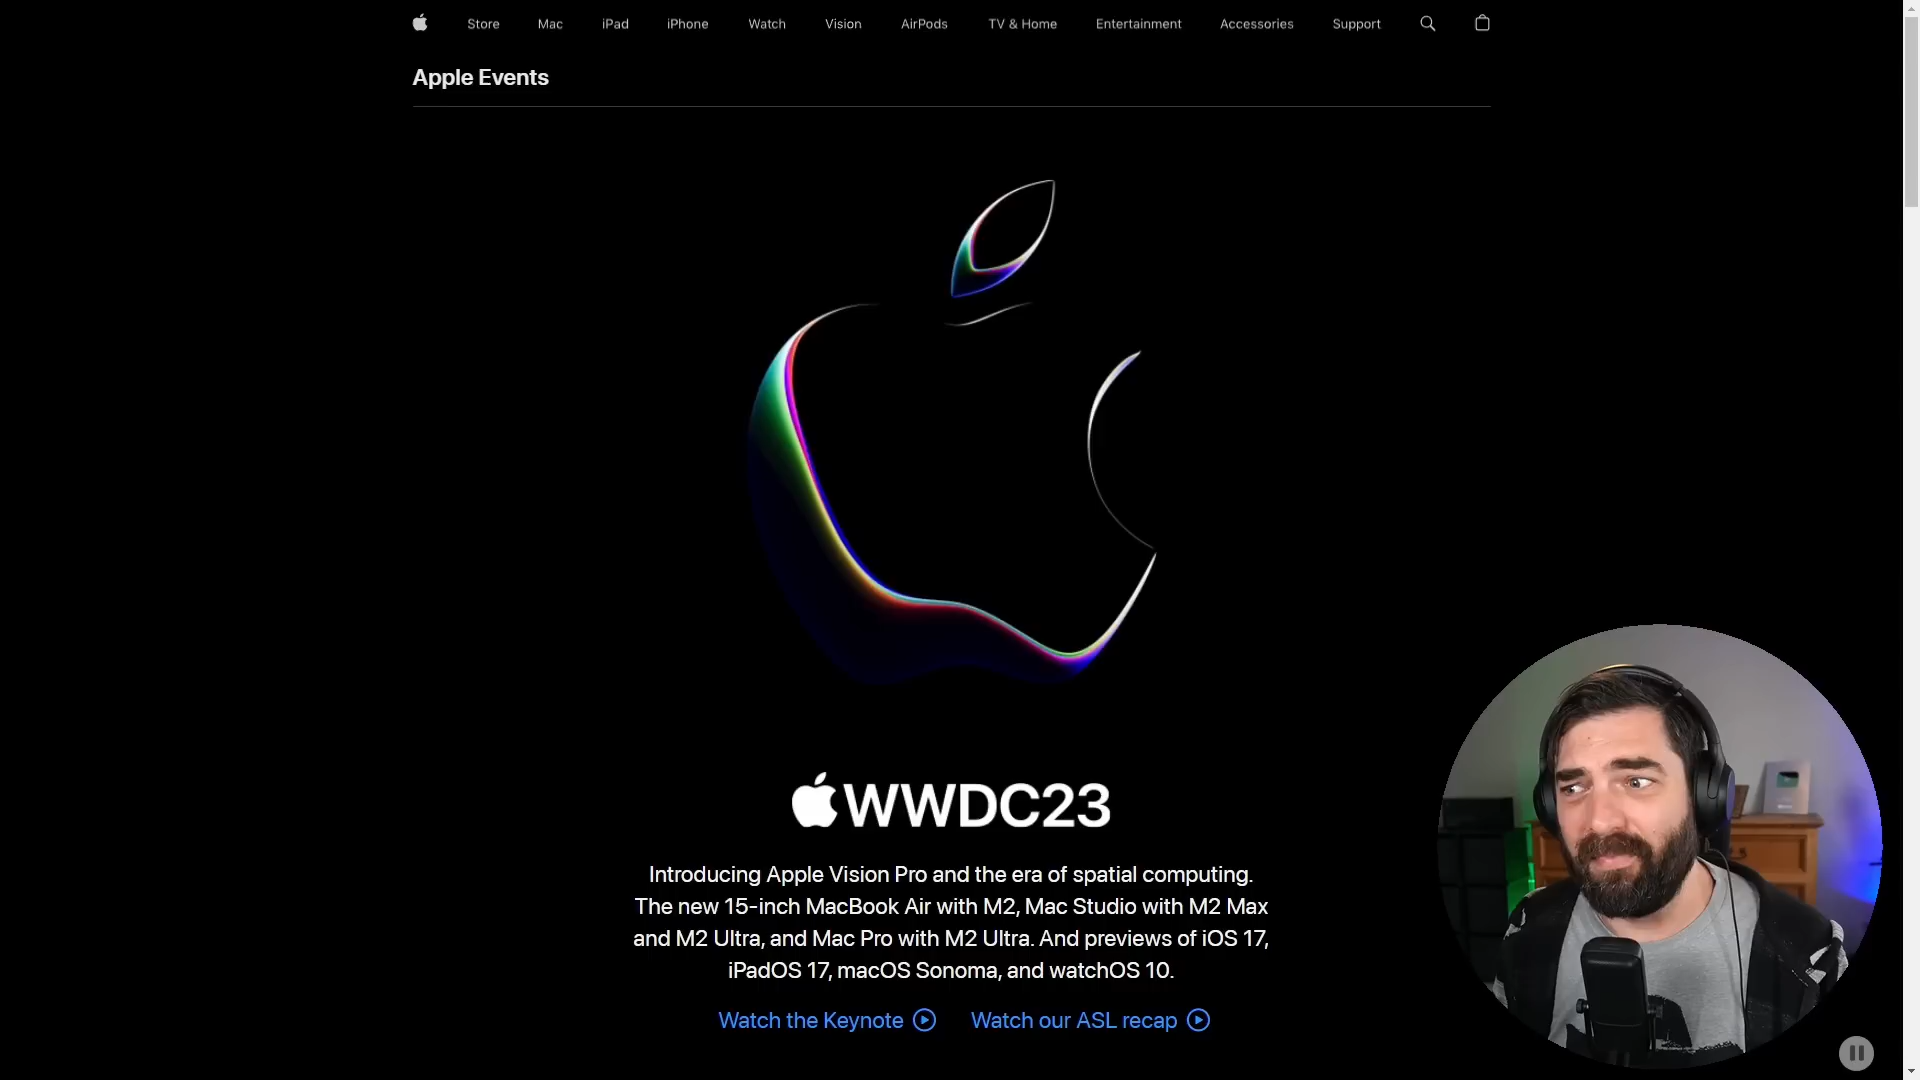 Store Mac iPad iPhone Watch Vision AirPods TV & Home Entertainment Accessories Support
Apple Events
WWDC23
Introducing Apple Vision Pro and the era of spatial computing.
The new 15-inch MacBook Air with M2, Mac Studio with M2 Max
and M2 Ultra, and Mac Pro with M2 Ultra. And previews of iOS 17,
iPadOS 17, macOS Sonoma, and watchOS 10.
Watch the Keynote Watch our ASL recap